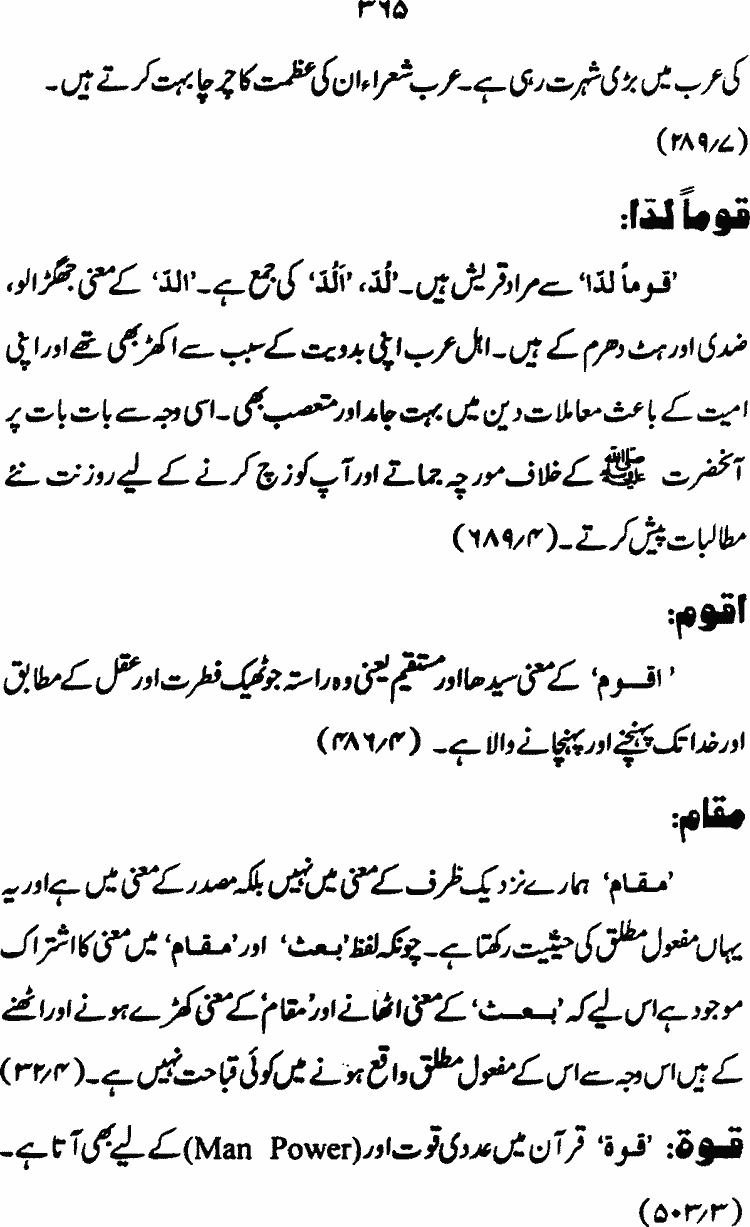 ۳۶۵
کی عرب میں بڑی شہرت رہی ہے۔ عرب شعراء ان کی عظمت کا چرچا بہت کرتے ہیں۔
(۲۸۹/۷)
قوماً لدّا:
’قوماً لدّا‘ سے مراد قریش ہیں۔ ’لُدّ‘، ’اَلَدّ‘ کی جمع ہے۔ ’الدّ‘ کے معنی جھگڑالو،
ضدی اور ہٹ دھرم کے ہیں۔ اہل عرب اپنی بدویت کے سبب سے اکھڑ بھی تھے اور اپنی
امیت کے باعث معاملات دین میں بہت جامد اور متعصب بھی۔ اسی وجہ سے بات بات پر
آنحضرت ﷺ کے خلاف مورچہ جماتے اور آپ کو زچ کرنے کے لیے روز نت نئے
مطالبات پیش کرتے۔ (۶۸۹/۴)
اقوم:
’اقوم‘ کے معنی سیدھا اور مستقیم یعنی وہ راستہ جو ٹھیک فطرت اور عقل کے مطابق
اور خدا تک پہنچنے اور پہنچانے والا ہے۔ (۴۸۶/۴)
مقام:
’مقام‘ ہمارے نزدیک ظرف کے معنی میں نہیں بلکہ مصدر کے معنی میں ہے اور یہ
یہاں مفعول مطلق کی حیثیت رکھتا ہے۔ چونکہ لفظ ’بعث‘ اور ’مقام‘ میں معنی کا اشتراک
موجود ہے اس لیے کہ ’بعث‘ کے معنی اٹھانے اور ’مقام‘ کے معنی کھڑے ہونے اور اٹھنے
کے ہیں اس وجہ سے اس کے مفعول مطلق واقع ہونے میں کوئی قباحت نہیں ہے۔ (۳۲/۴)
قوة: ’قوة‘ قرآن میں عددی قوت اور (Man Power) کے لیے بھی آتا ہے۔
(۵۰۳/۳)